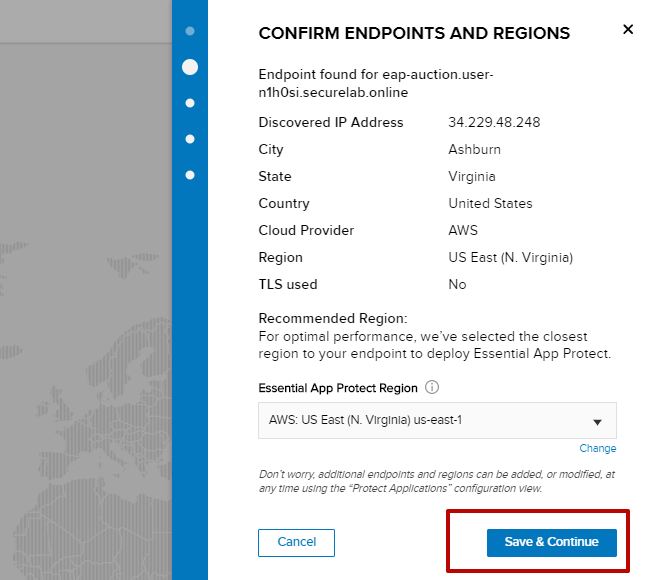 CONFIRM ENDPOINTS AND REGIONS
Endpoint found for eap-auction.user-
n1h0si.securelab.online
Discovered IP Address 34.229.48.248
City Ashburn
State Virginia
Country United States
Cloud Provider AWS
Region US East (N. Virginia)
TLS used No
Recommended Region:
For optimal performance, we've selected the closest
region to your endpoint to deploy Essential App Protect.
Essential App Protect Region
AWS: US East (N. Virginia) us-east-1
Change
Don't worry, additional endpoints and regions can be added, or modified, at
any time using the "Protect Applications" configuration view.
Cancel Save & Continue